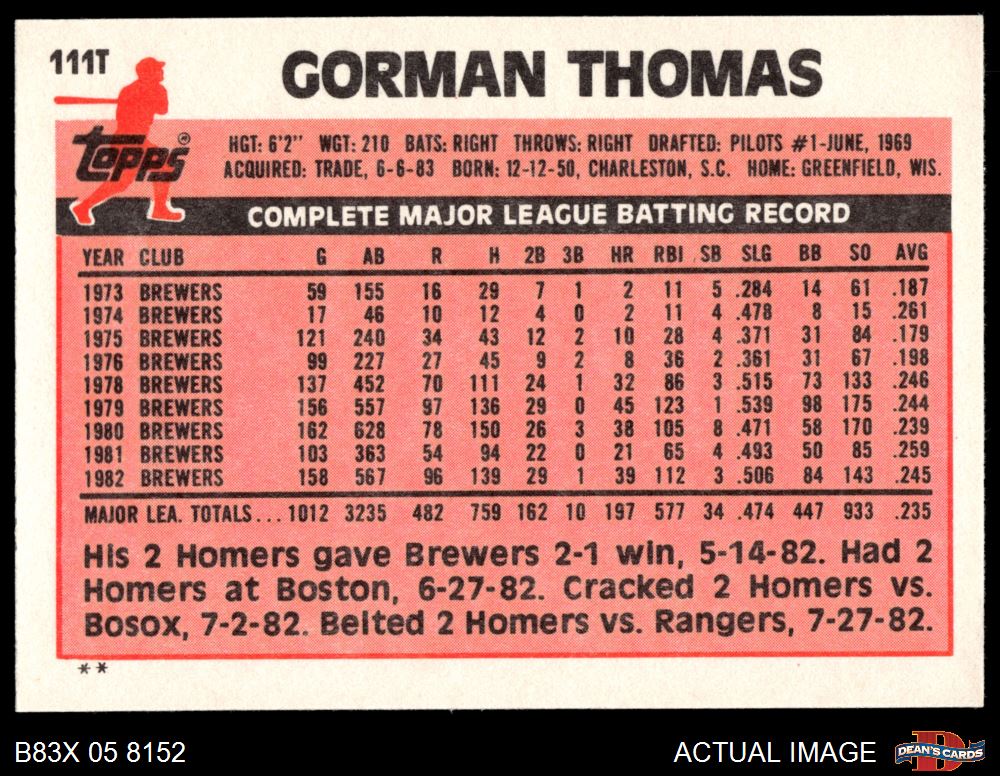 111T
GORMAN THOMAS
topps®
HGT: 6'2" WGT: 210 BATS: RIGHT THROWS: RIGHT DRAFTED: PILOTS #1-JUNE, 1969
ACQUIRED: TRADE, 6-6-83 BORN: 12-12-50, CHARLESTON, S.C. HOME: GREENFIELD, WIS.
COMPLETE MAJOR LEAGUE BATTING RECORD
YEAR CLUB G AB R H 2B 3B HR RBI SB SLG BB SO AVG
1973 BREWERS 59 155 16 29 7 1 2 11 5 .284 14 61 .187
1974 BREWERS 17 46 10 12 4 0 2 11 4 .478 8 15 .261
1975 BREWERS 121 240 34 43 12 2 10 28 4 .371 31 84 .179
1976 BREWERS 99 227 27 45 9 2 8 36 2 .361 31 67 .198
1978 BREWERS 137 452 70 111 24 1 32 86 3 .515 73 133 .246
1979 BREWERS 156 557 97 136 29 0 45 123 1 .539 98 175 .244
1980 BREWERS 162 628 78 150 26 3 38 105 8 .471 58 170 .239
1981 BREWERS 103 363 54 94 22 0 21 65 4 .493 50 85 .259
1982 BREWERS 158 567 96 139 29 1 39 112 3 .506 84 143 .245
MAJOR LEA. TOTALS... 1012 3235 482 759 162 10 197 577 34 .474 447 933 .235
His 2 Homers gave Brewers 2-1 win, 5-14-82. Had 2
Homers at Boston, 6-27-82. Cracked 2 Homers vs.
Bosox, 7-2-82. Belted 2 Homers vs. Rangers, 7-27-82.
**
B83X 05 8152
ACTUAL IMAGE
D
DEAN'S CARDS